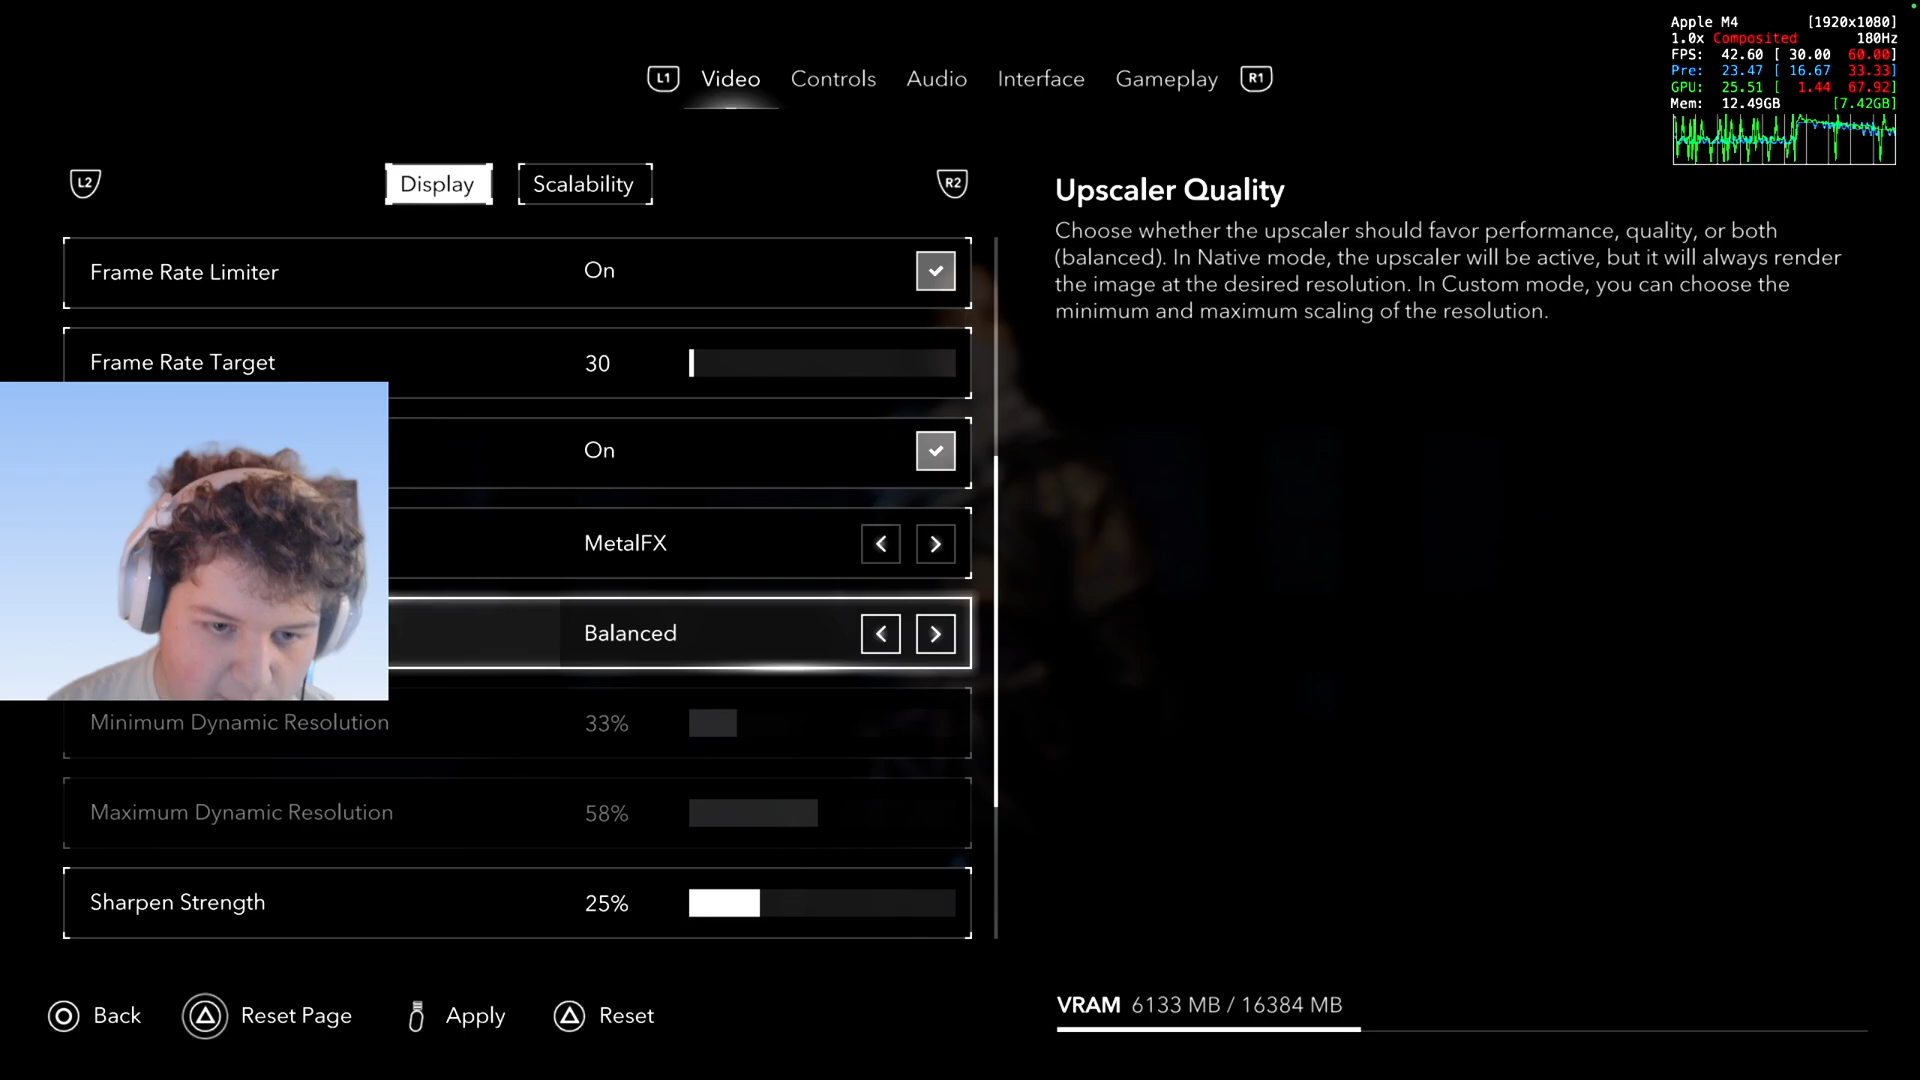 Apple M4 [1920x1080]
1.0x Composited 180Hz
FPS: 42.60 [ 30.00 60.00]
Pre: 23.47 [ 16.67 33.33]
GPU: 25.51 [ 1.44 67.92]
Mem: 12.49GB [7.42GB]
L1 Video Controls Audio Interface Gameplay R1
L2 Display Scalability R2
Frame Rate Limiter On
Frame Rate Target 30
On
MetalFX
Balanced
Minimum Dynamic Resolution 33%
Maximum Dynamic Resolution 58%
Sharpen Strength 25%
Upscaler Quality
Choose whether the upscaler should favor performance, quality, or both
(balanced). In Native mode, the upscaler will be active, but it will always render
the image at the desired resolution. In Custom mode, you can choose the
minimum and maximum scaling of the resolution.
Back Reset Page Apply Reset
VRAM 6133 MB / 16384 MB